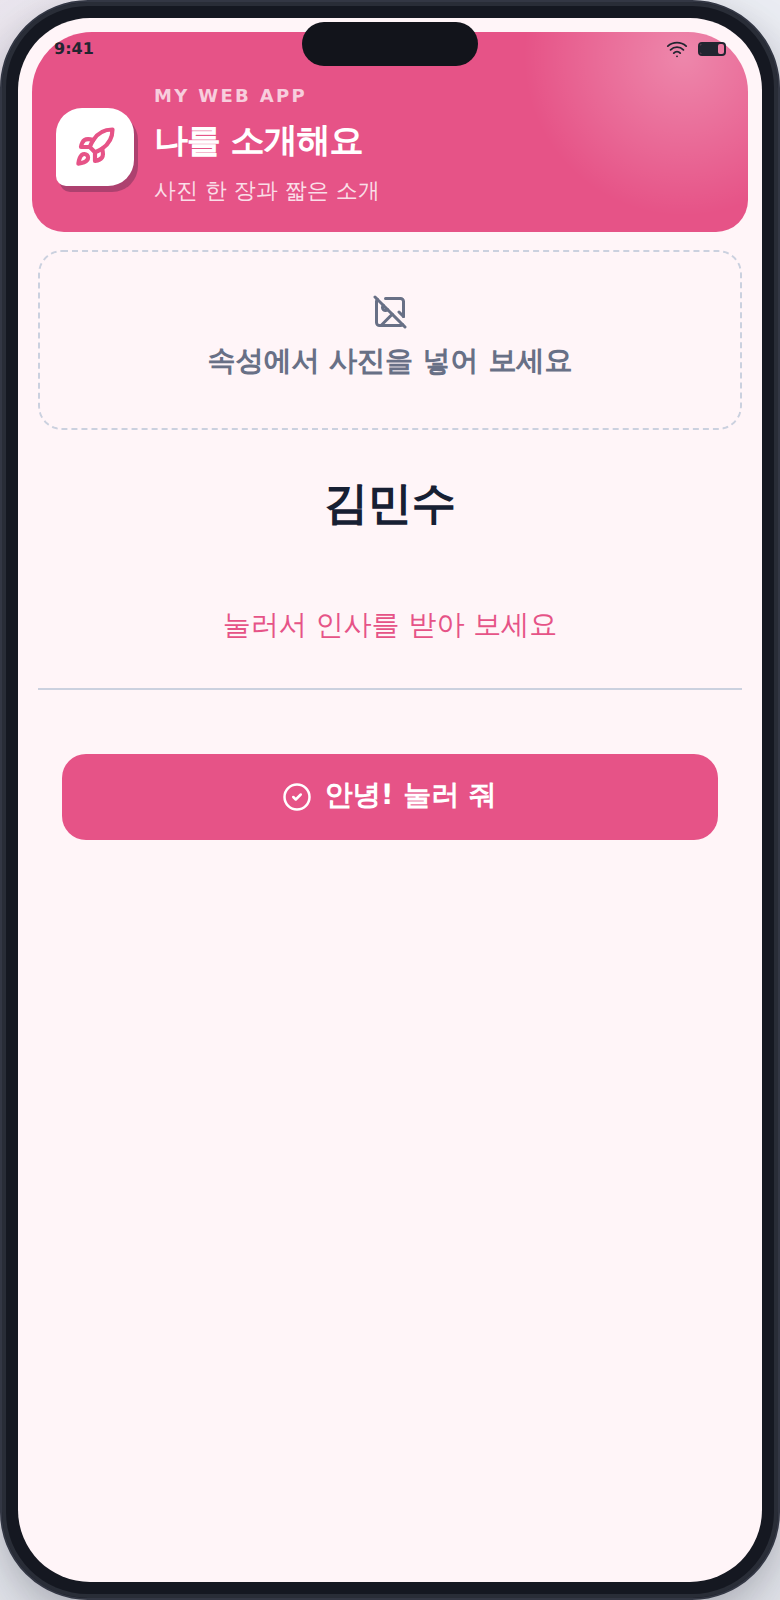 9:41
MY WEB APP
나를 소개해요
사진 한 장과 짧은 소개
속성에서 사진을 넣어 보세요
김민수
눌러서 인사를 받아 보세요
안녕! 눌러 줘